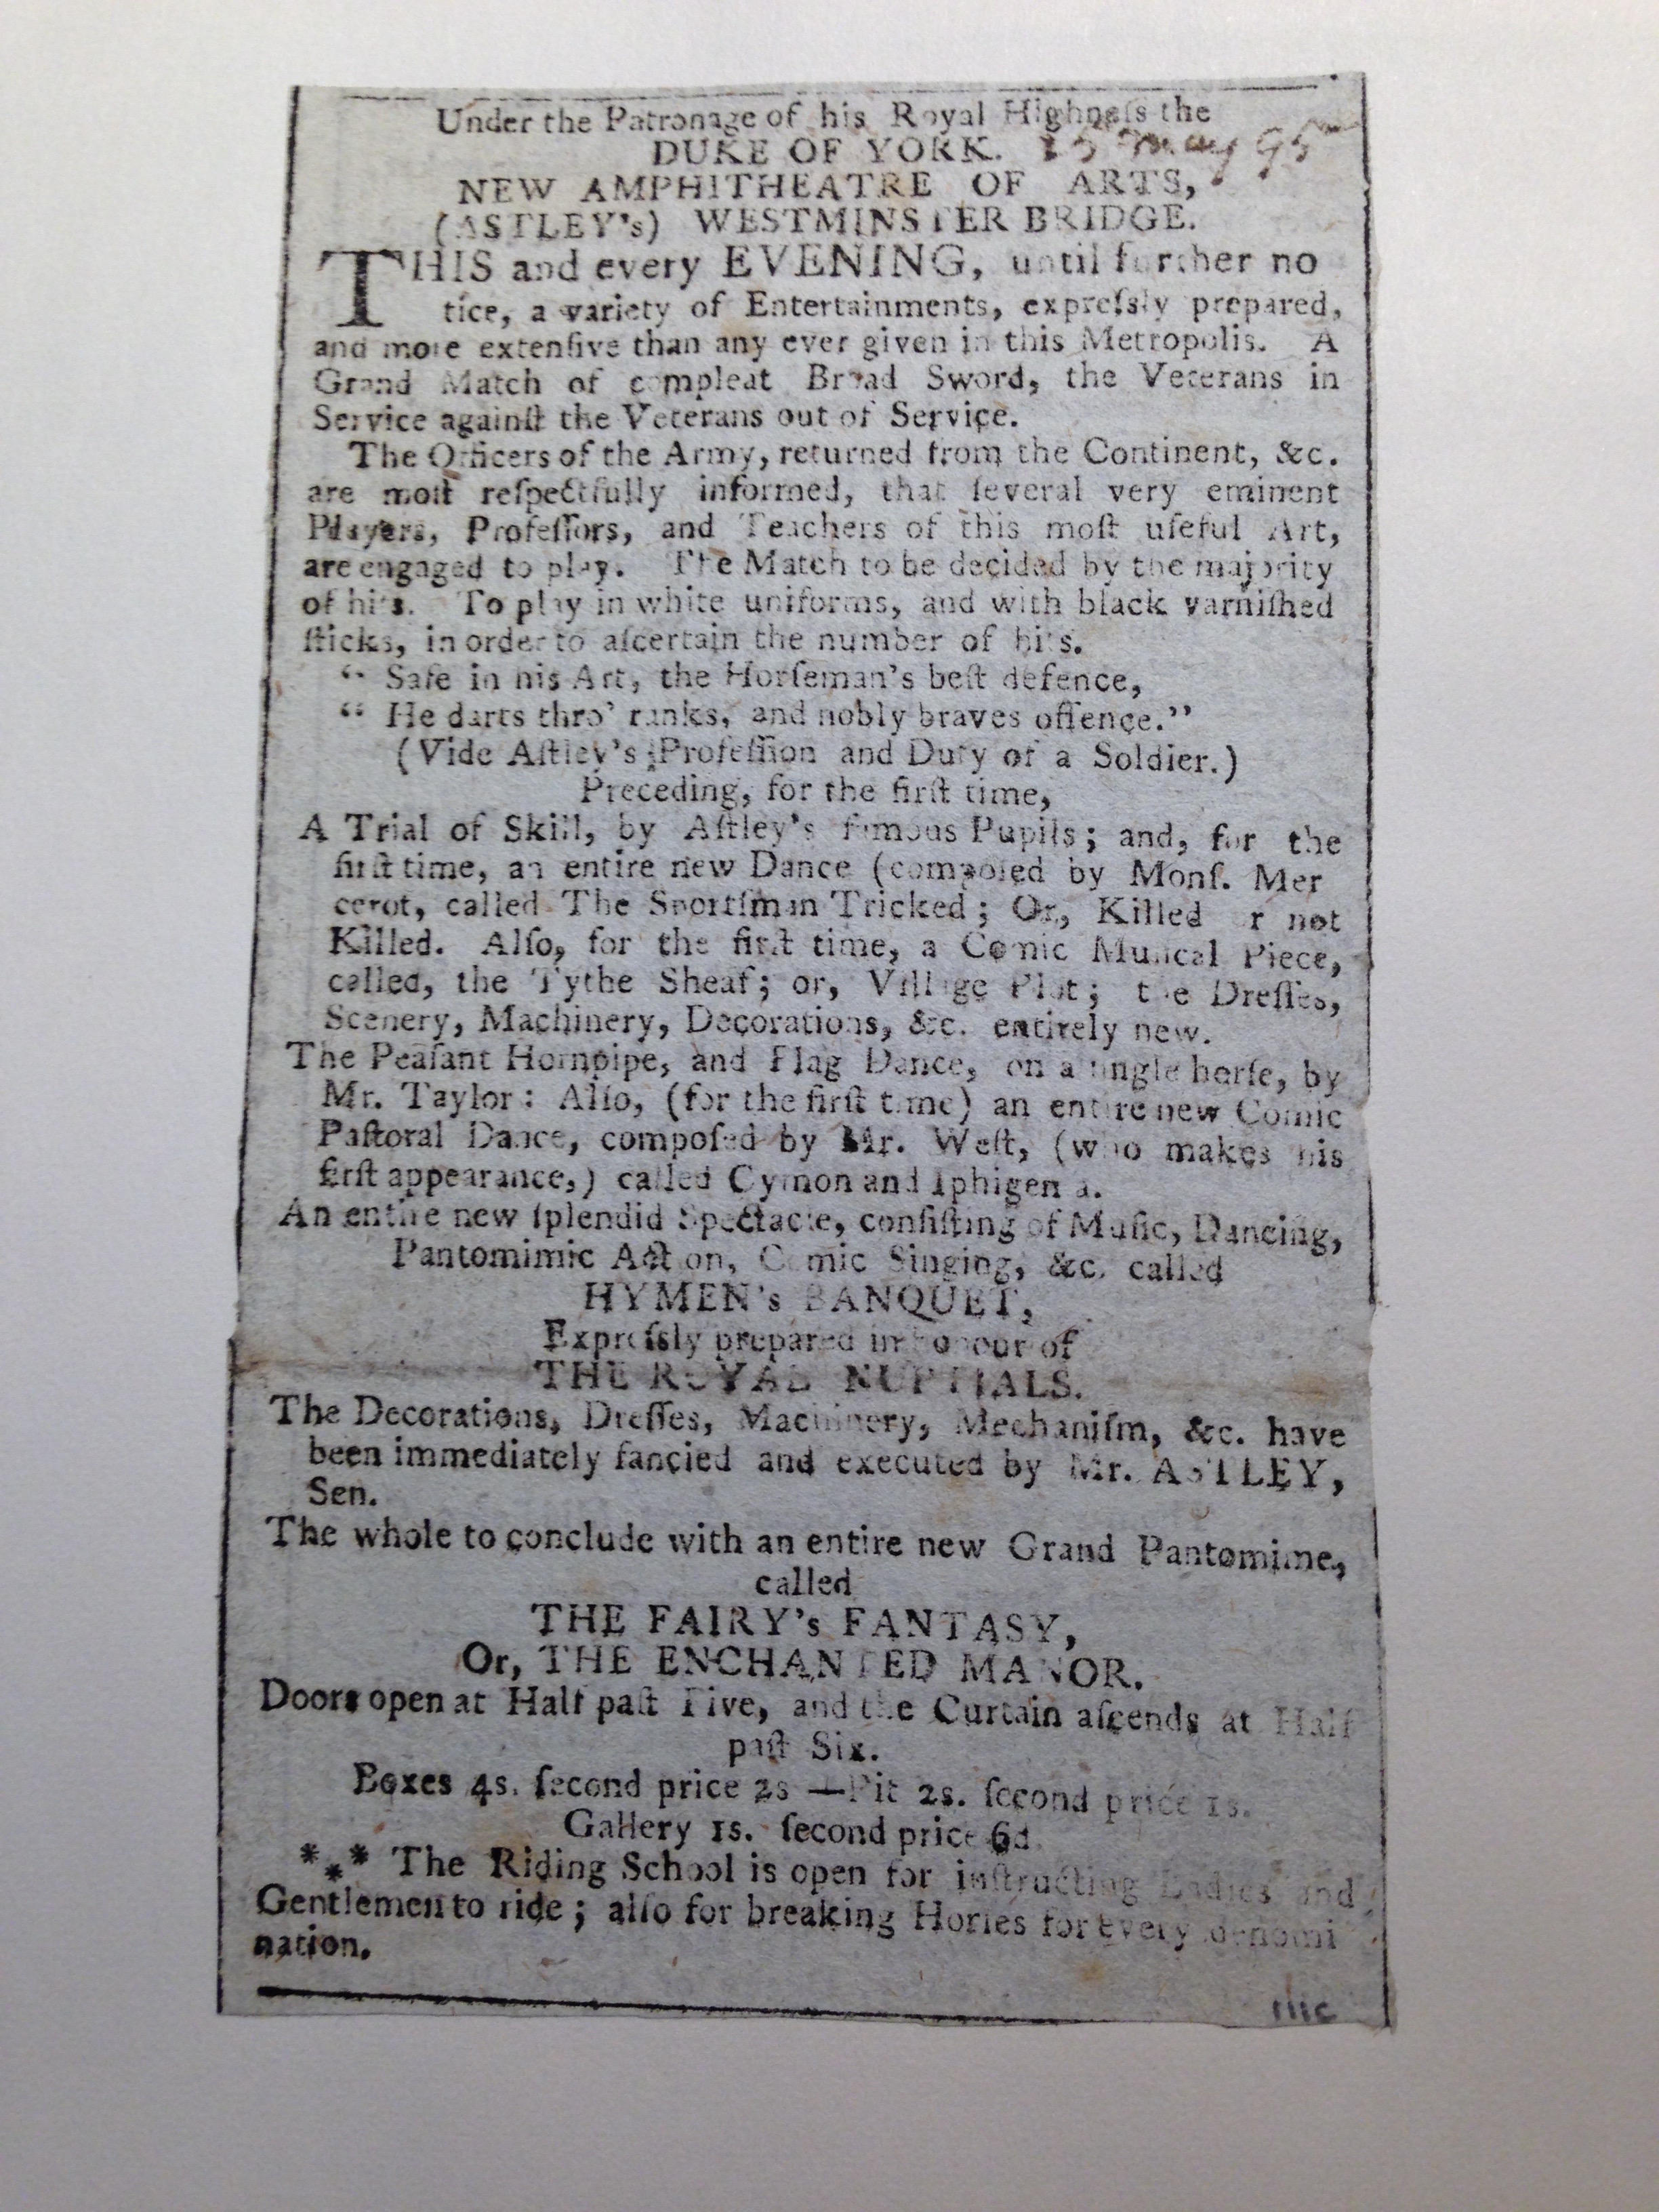 Under the Patronage of his Royal Highneſs the
DUKE OF YORK. 15 may 95
NEW AMPHITHEATRE OF ARTS,
(ASTLEY's) WESTMINSTER BRIDGE.
THIS and every EVENING, until further no
tice, a variety of Entertainments, expreſsly prepared,
and more extenſive than any ever given in this Metropolis. A
Grand Match of compleat Broad Sword, the Veterans in
Service againſt the Veterans out of Service.
The Officers of the Army, returned from the Continent, &c.
are moſt reſpectfully informed, that ſeveral very eminent
Players, Profeſſors, and Teachers of this moſt uſeful Art,
are engaged to play. The Match to be decided by the majority
of hits. To play in white uniforms, and with black varniſhed
ſticks, in order to aſcertain the number of hits.
“ Safe in his Art, the Horſeman's beſt defence,
“ He darts thro' ranks, and nobly braves offence.”
(Vide Aſtley's Profeſſion and Duty of a Soldier.)
Preceding, for the firſt time,
A Trial of Skill, by Aſtley's famous Pupils; and, for the
firſt time, an entire new Dance (compoſed by Monſ. Mer
cerot, called The Sportſman Tricked; Or, Killed or not
Killed. Alſo, for the firſt time, a Comic Muſical Piece,
called, the Tythe Sheaf; or, Village Plot; the Dreſſes,
Scenery, Machinery, Decorations, &c. entirely new.
The Peaſant Hornpipe, and Flag Dance, on a ſingle horſe, by
Mr. Taylor: Alſo, (for the firſt time) an entire new Comic
Paſtoral Dance, compoſed by Mr. Weſt, (who makes his
firſt appearance,) called Cymon and Iphigenia.
An entire new ſplendid Spectacle, conſiſting of Muſic, Dancing,
Pantomimic Action, Comic Singing, &c. called
HYMEN's BANQUET,
Expreſsly prepared in honour of
THE ROYAL NUPTIALS.
The Decorations, Dreſſes, Machinery, Mechaniſm, &c. have
been immediately fancied and executed by Mr. ASTLEY,
Sen.
The whole to conclude with an entire new Grand Pantomime,
called
THE FAIRY's FANTASY,
Or, THE ENCHANTED MANOR.
Doors open at Half paſt Five, and the Curtain aſcends at Half
paſt Six.
Boxes 4s. ſecond price 2s —Pit 2s. ſecond price 1s.
Gallery 1s. ſecond price 6d
*⁎* The Riding School is open for inſtructing Ladies and
Gentlemen to ride; alſo for breaking Horſes for every denomi
nation.